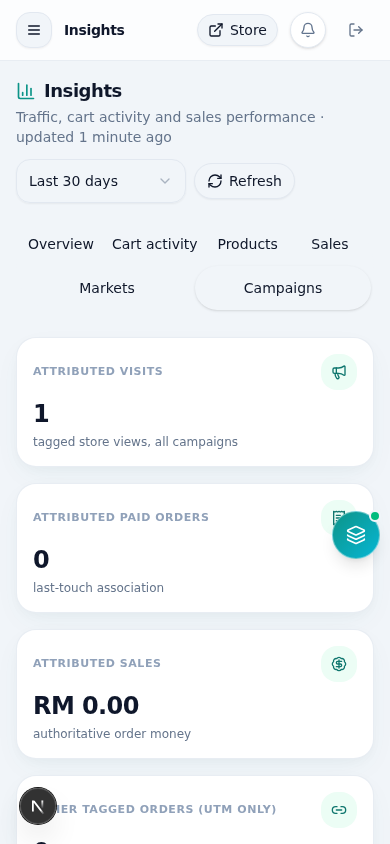 Insights
Store
Insights
Traffic, cart activity and sales performance ·
updated 1 minute ago
Last 30 days
Refresh
Overview Cart activity Products Sales
Markets Campaigns
ATTRIBUTED VISITS
1
tagged store views, all campaigns
ATTRIBUTED PAID ORDERS
0
last-touch association
ATTRIBUTED SALES
RM 0.00
authoritative order money
N
TAGGED ORDERS (UTM ONLY)